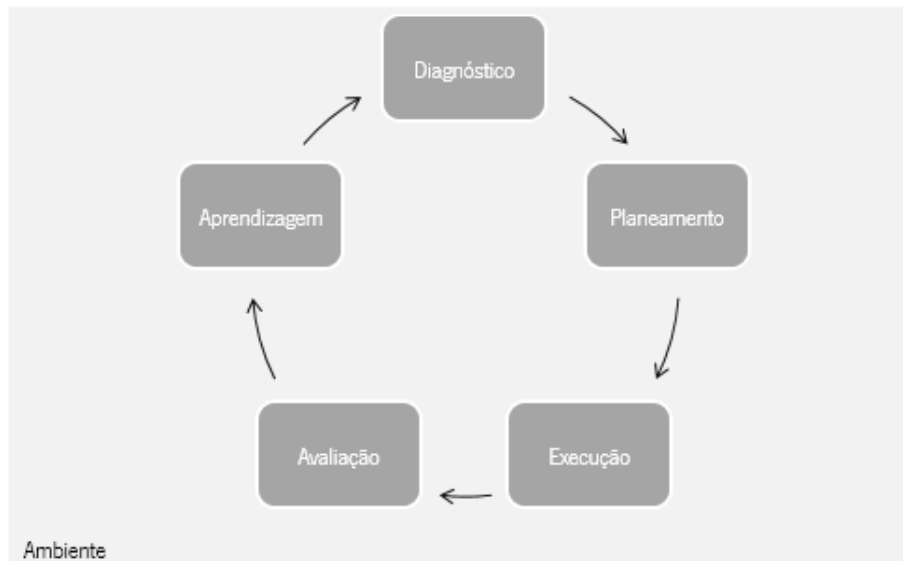 Diagnóstico
Aprendizagem
Planeamento
Avaliação
Execução
Ambiente